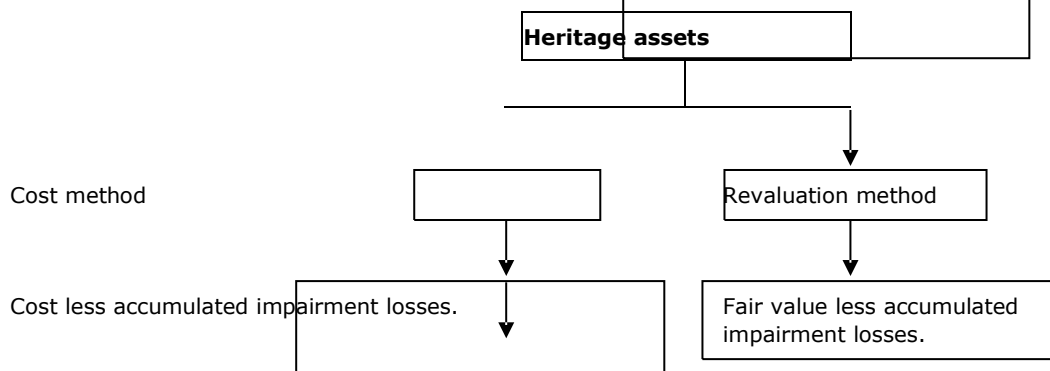 Heritage assets
Cost method
Revaluation method
Cost less accumulated impairment losses.
Fair value less accumulated
impairment losses.